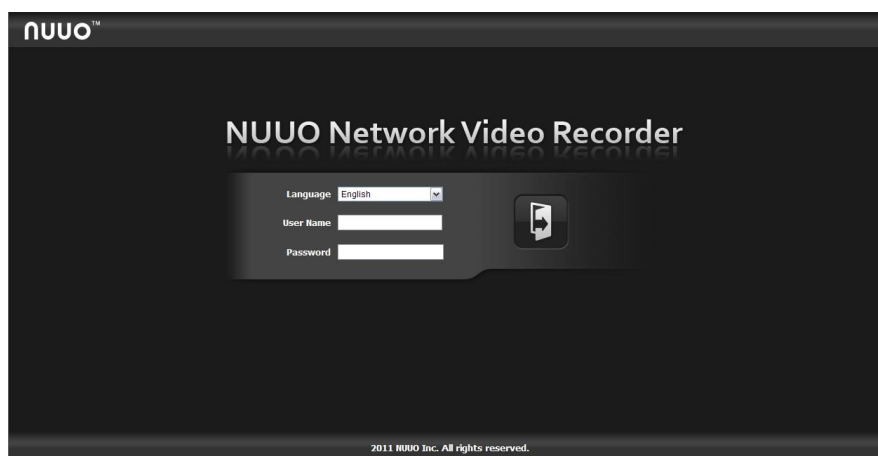 nuuo™
NUUO Network Video Recorder
Language English
User Name
Password
2011 NUUO Inc. All rights reserved.